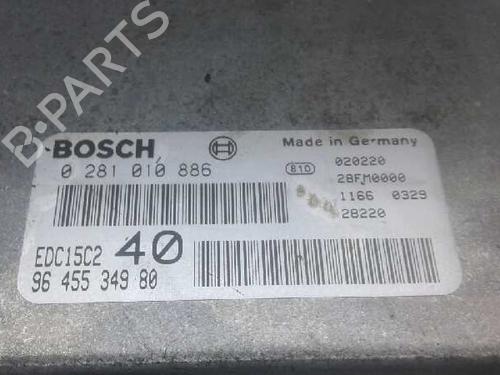 B-PARTS
BOSCH
Made in Germany
0 281 010 886
810
020220
28FM0000
1166 0329
28220
EDC15C2
40
96 455 349 80